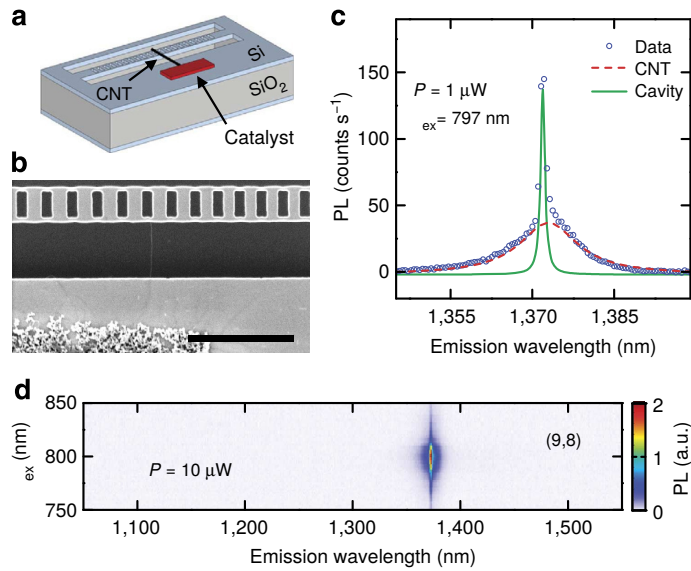 a
Si
CNT
SiO2
Catalyst
b
c
PL (counts s−1)
150
100
50
0
P = 1 μW
ex = 797 nm
Data
CNT
Cavity
1,355
1,370
1,385
Emission wavelength (nm)
d
ex (nm)
850
800
750
P = 10 μW
(9,8)
1,100
1,200
1,300
1,400
1,500
Emission wavelength (nm)
2
1
0
PL (a.u.)